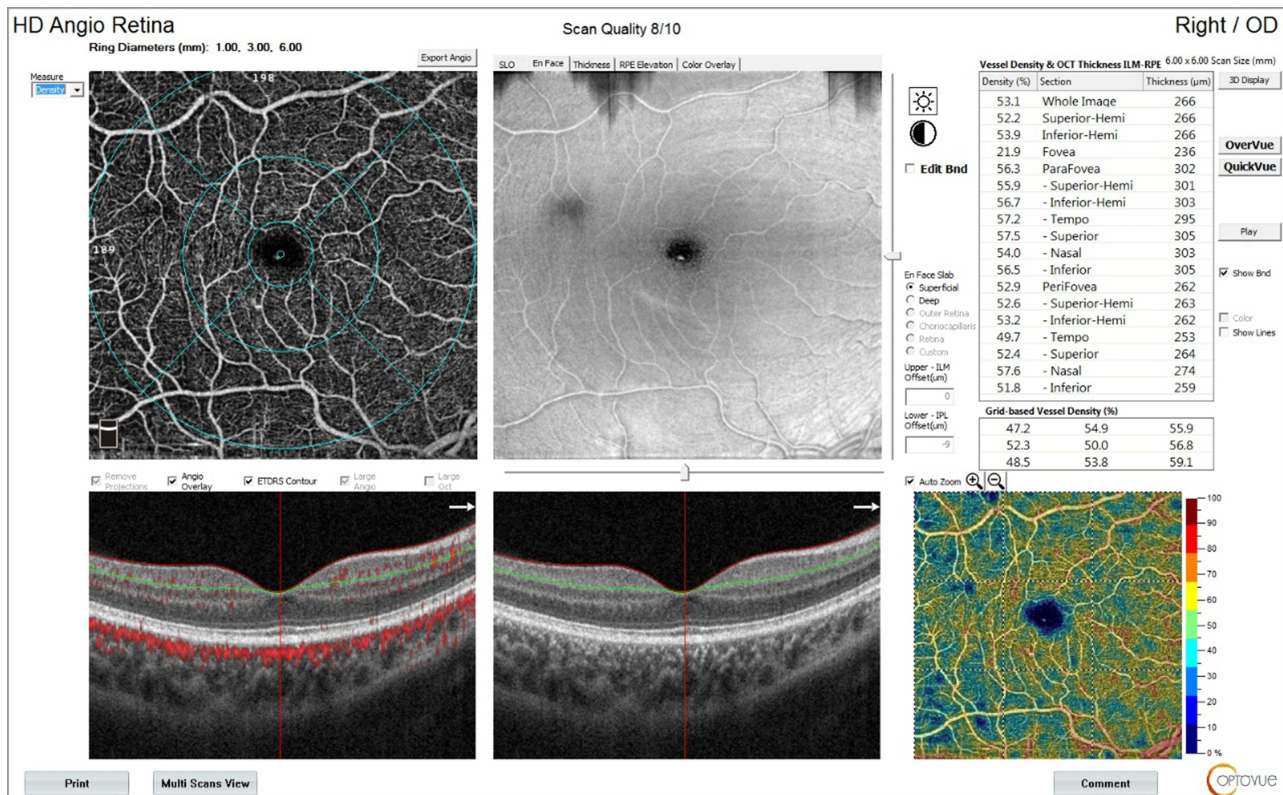 HD Angio Retina
Scan Quality 8/10
Right / OD
Ring Diameters (mm): 1.00, 3.00, 6.00
Export Angio
Measure
Density
198
189
SLO En Face Thickness RPE Elevation Color Overlay
Edit Bnd
En Face Slab
Superficial
Deep
Outer Retina
Choriocapillaris
Retina
Custom
Upper - ILM
Offset(um)
0
Lower - IPL
Offset(um)
-9
Vessel Density & OCT Thickness ILM-RPE 6.00 x 6.00 Scan Size (mm)
Density (%) Section Thickness (µm)
53.1 Whole Image 266
52.2 Superior-Hemi 266
53.9 Inferior-Hemi 266
21.9 Fovea 236
56.3 ParaFovea 302
55.9 - Superior-Hemi 301
56.7 - Inferior-Hemi 303
57.2 - Tempo 295
57.5 - Superior 305
54.0 - Nasal 303
56.5 - Inferior 305
52.9 PeriFovea 262
52.6 - Superior-Hemi 263
53.2 - Inferior-Hemi 262
49.7 - Tempo 253
52.4 - Superior 264
57.6 - Nasal 274
51.8 - Inferior 259
Grid-based Vessel Density (%)
47.2 54.9 55.9
52.3 50.0 56.8
48.5 53.8 59.1
3D Display
OverVue
QuickVue
Play
Show Bnd
Color
Show Lines
Remove
Projections
Angio
Overlay
ETDRS Contour
Large
Angio
Large
Oct
Auto Zoom
100
90
80
70
60
50
40
30
20
10
0 %
Print
Multi Scans View
Comment
OPTOVUE